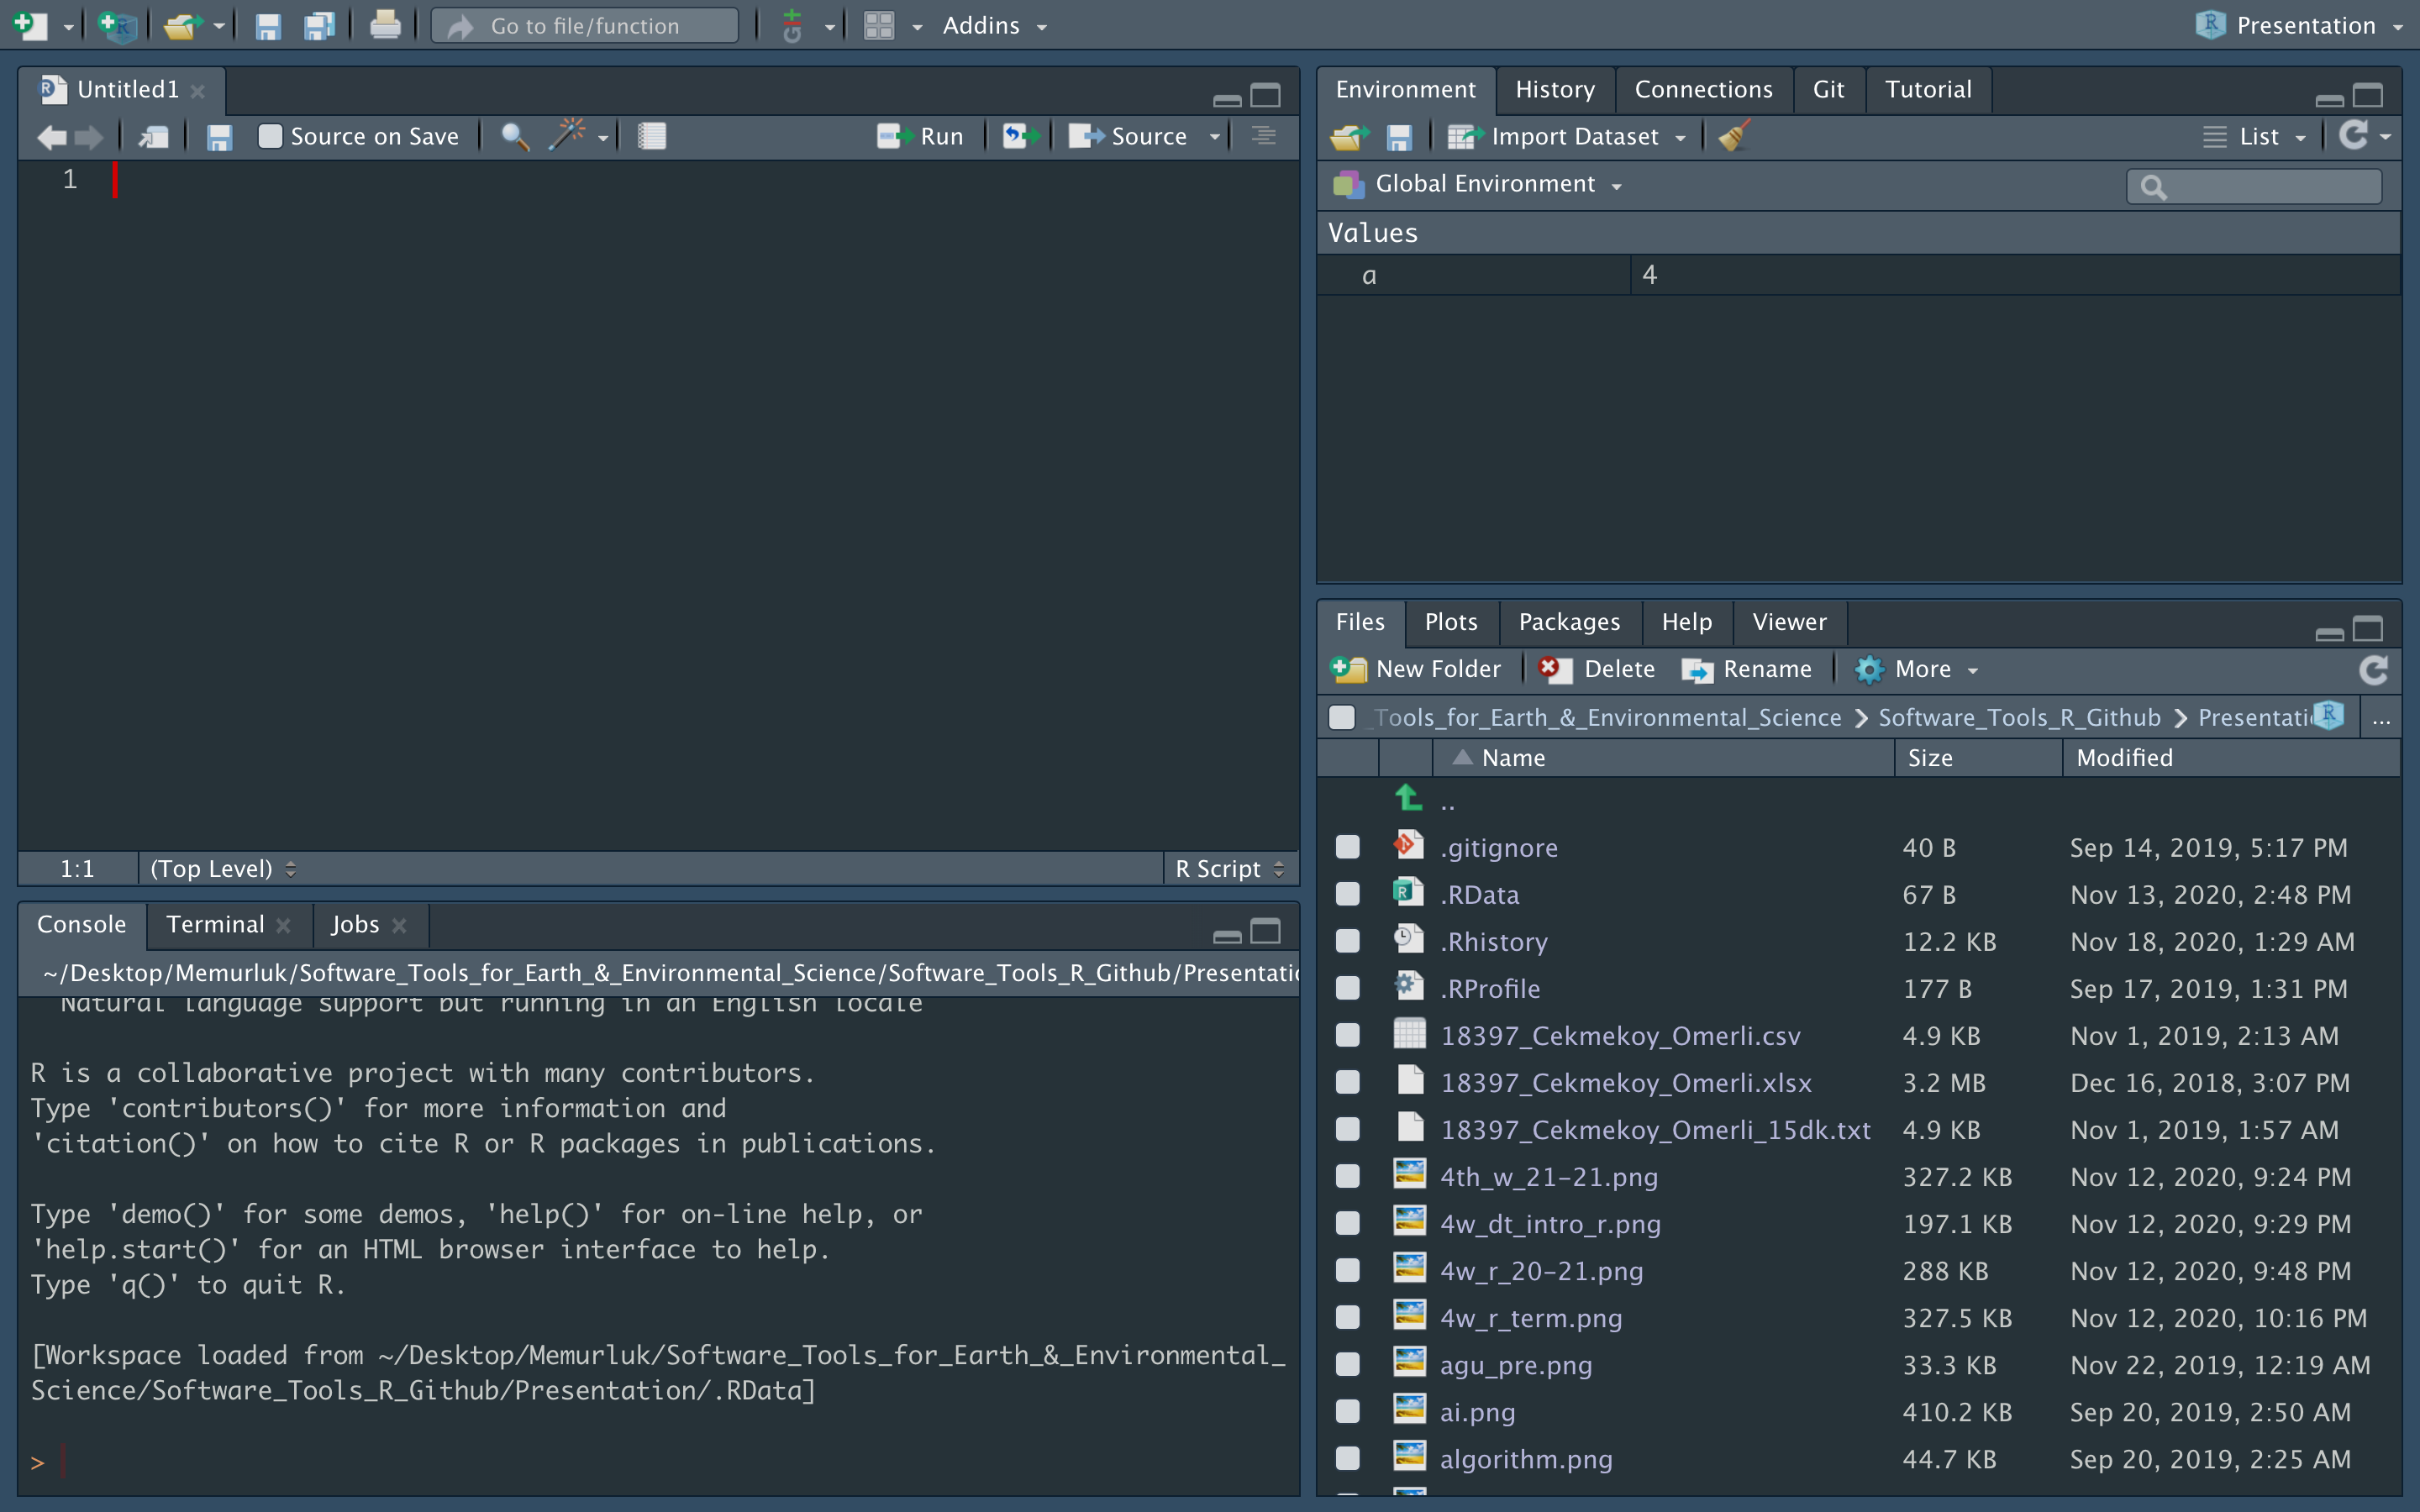 Go to file/function
Addins
Presentation
Untitled1
Source on Save
Run
Source
1
1:1
(Top Level)
R Script
Console
Terminal
Jobs
~/Desktop/Memurluk/Software_Tools_for_Earth_&_Environmental_Science/Software_Tools_R_Github/Presentatio
Natural language support but running in an English locale
R is a collaborative project with many contributors.
Type 'contributors()' for more information and
'citation()' on how to cite R or R packages in publications.
Type 'demo()' for some demos, 'help()' for on-line help, or
'help.start()' for an HTML browser interface to help.
Type 'q()' to quit R.
[Workspace loaded from ~/Desktop/Memurluk/Software_Tools_for_Earth_&_Environmental_
Science/Software_Tools_R_Github/Presentation/.RData]
>
Environment
History
Connections
Git
Tutorial
Import Dataset
List
Global Environment
Values
a 4
Files
Plots
Packages
Help
Viewer
New Folder
Delete
Rename
More
_Tools_for_Earth_&_Environmental_Science > Software_Tools_R_Github > Presentati ...
Name Size Modified
..
.gitignore 40 B Sep 14, 2019, 5:17 PM
.RData 67 B Nov 13, 2020, 2:48 PM
.Rhistory 12.2 KB Nov 18, 2020, 1:29 AM
.RProfile 177 B Sep 17, 2019, 1:31 PM
18397_Cekmekoy_Omerli.csv 4.9 KB Nov 1, 2019, 2:13 AM
18397_Cekmekoy_Omerli.xlsx 3.2 MB Dec 16, 2018, 3:07 PM
18397_Cekmekoy_Omerli_15dk.txt 4.9 KB Nov 1, 2019, 1:57 AM
4th_w_21-21.png 327.2 KB Nov 12, 2020, 9:24 PM
4w_dt_intro_r.png 197.1 KB Nov 12, 2020, 9:29 PM
4w_r_20-21.png 288 KB Nov 12, 2020, 9:48 PM
4w_r_term.png 327.5 KB Nov 12, 2020, 10:16 PM
agu_pre.png 33.3 KB Nov 22, 2019, 12:19 AM
ai.png 410.2 KB Sep 20, 2019, 2:50 AM
algorithm.png 44.7 KB Sep 20, 2019, 2:25 AM